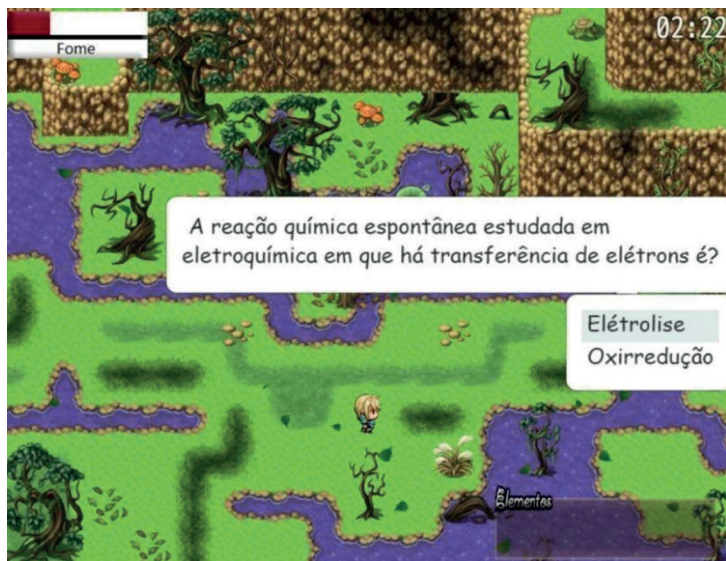 Fome
02:22
A reação química espontânea estudada em
eletroquímica em que há transferência de elétrons é?
Elétrolise
Oxirredução
Elementos